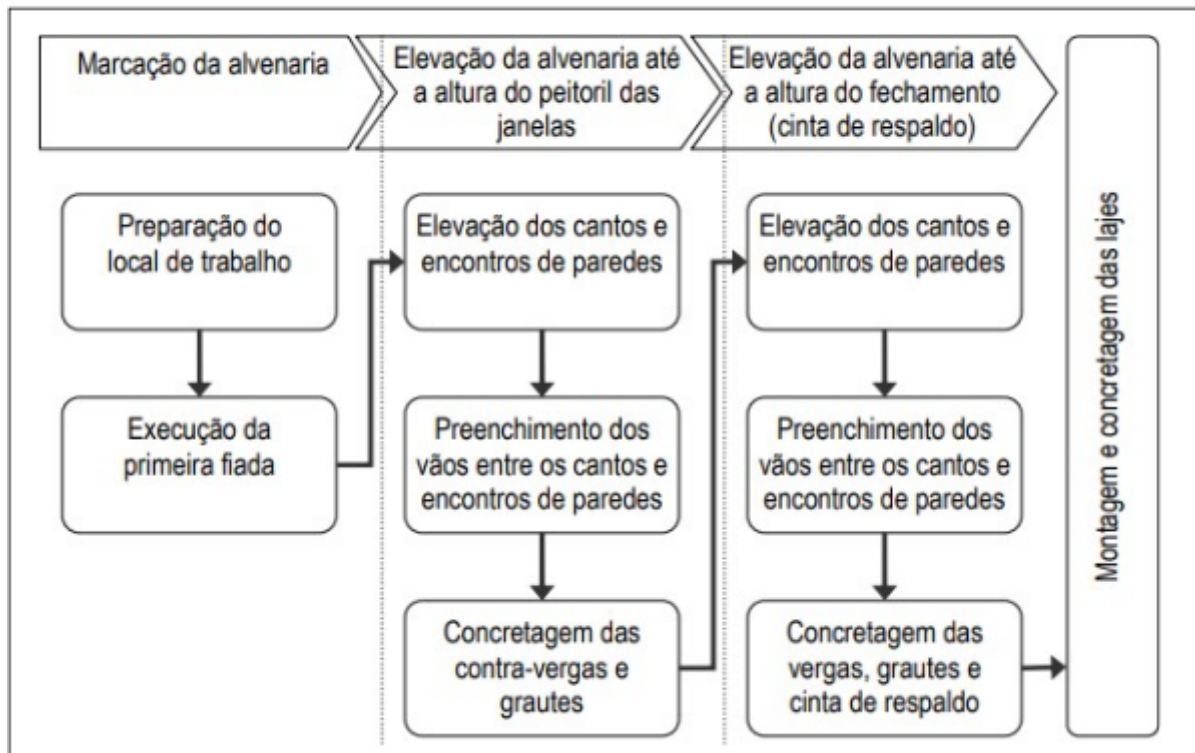 Marcação da alvenaria
Elevação da alvenaria até
a altura do peitoril das
janelas
Elevação da alvenaria até
a altura do fechamento
(cinta de respaldo)
Preparação do
local de trabalho
Execução da
primeira fiada
Elevação dos cantos e
encontros de paredes
Preenchimento dos
vãos entre os cantos e
encontros de paredes
Concretagem das
contra-vergas e
grautes
Elevação dos cantos e
encontros de paredes
Preenchimento dos
vãos entre os cantos e
encontros de paredes
Concretagem das
vergas, grautes e
cinta de respaldo
Montagem e concretagem das lajes